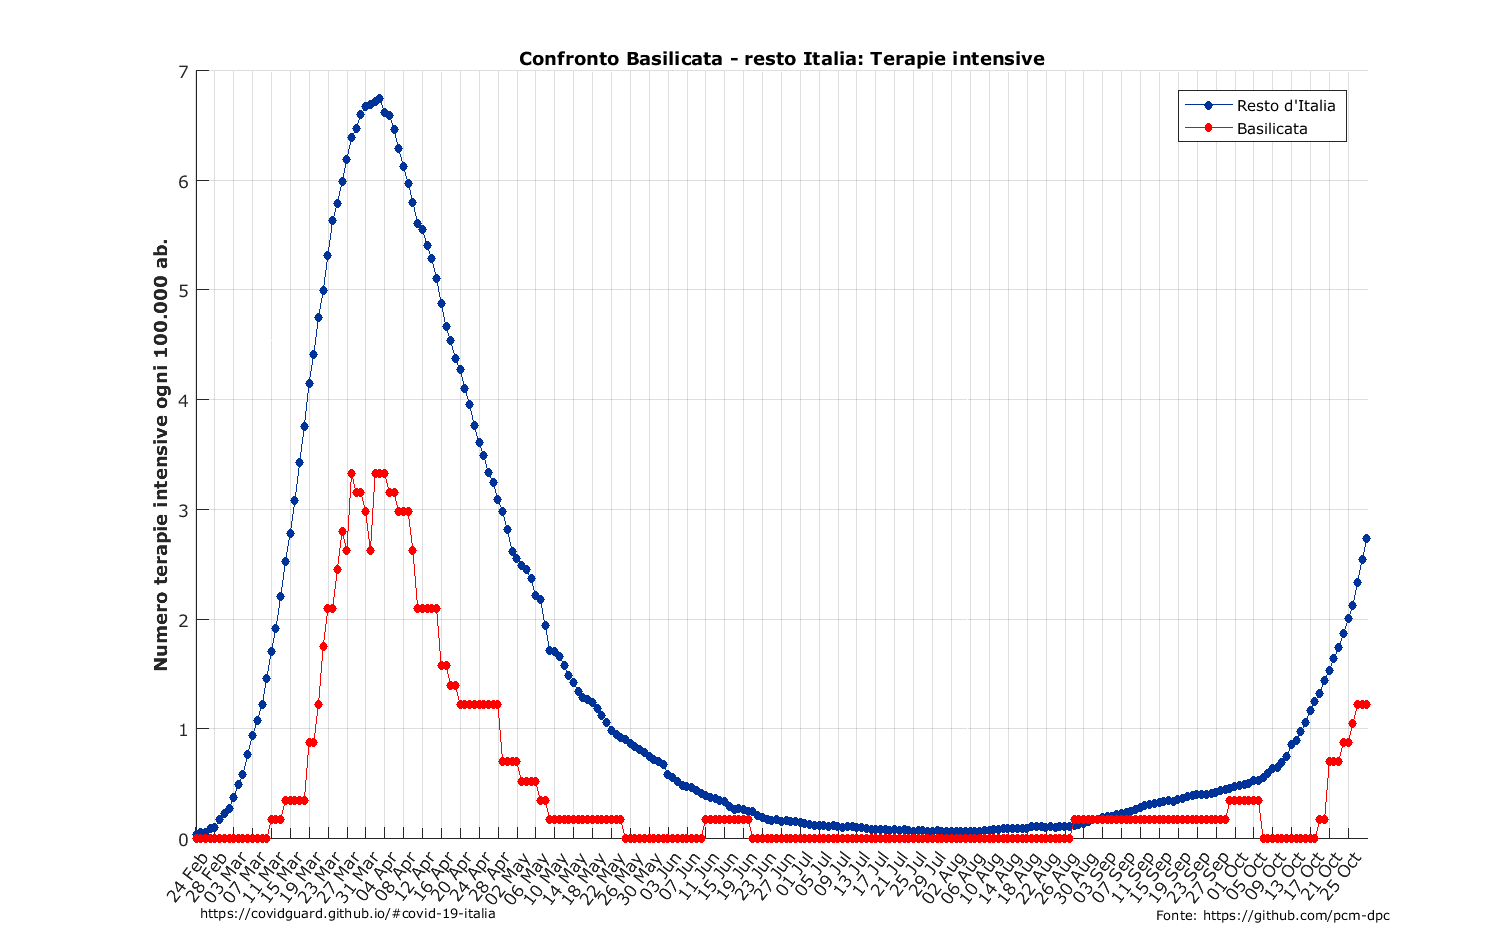 Confronto Basilicata - resto Italia: Terapie intensive
Resto d'Italia
Basilicata
Numero terapie intensive ogni 100.000 ab.
7
6
5
4
3
2
1
0
24 Feb
28 Feb
03 Mar
07 Mar
11 Mar
15 Mar
19 Mar
23 Mar
27 Mar
31 Mar
04 Apr
08 Apr
12 Apr
16 Apr
20 Apr
24 Apr
28 Apr
02 May
06 May
10 May
14 May
18 May
22 May
26 May
30 May
03 Jun
07 Jun
11 Jun
15 Jun
19 Jun
23 Jun
27 Jun
01 Jul
05 Jul
09 Jul
13 Jul
17 Jul
21 Jul
25 Jul
29 Jul
02 Aug
06 Aug
10 Aug
14 Aug
18 Aug
22 Aug
26 Aug
30 Aug
03 Sep
07 Sep
11 Sep
15 Sep
19 Sep
23 Sep
27 Sep
01 Oct
05 Oct
09 Oct
13 Oct
17 Oct
21 Oct
25 Oct
https://covidguard.github.io/#covid-19-italia
Fonte: https://github.com/pcm-dpc